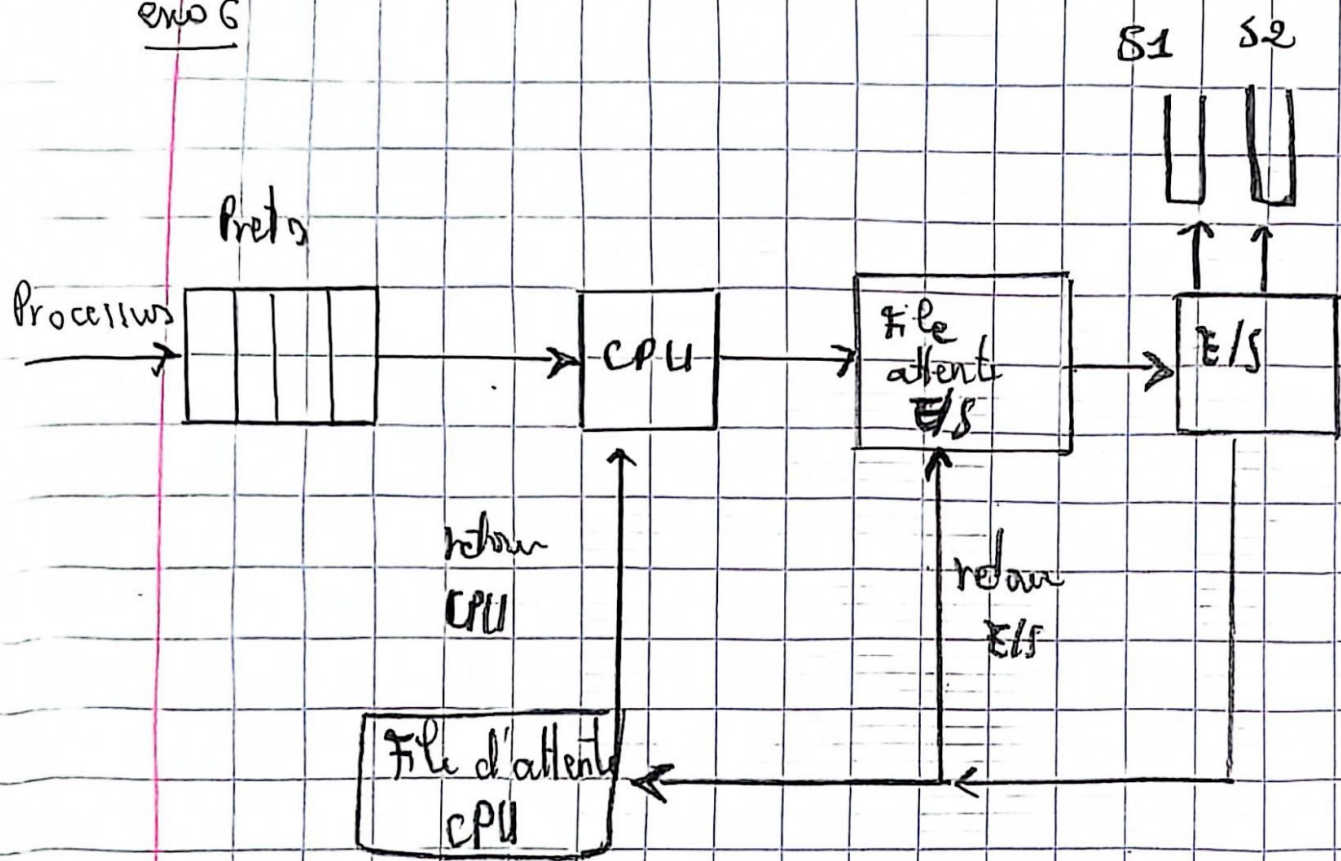 exo 6
S1
S2
Prets
Processus
CPU
File
attente
E/S
E/S
retour
CPU
retour
E/S
File d'attente
CPU